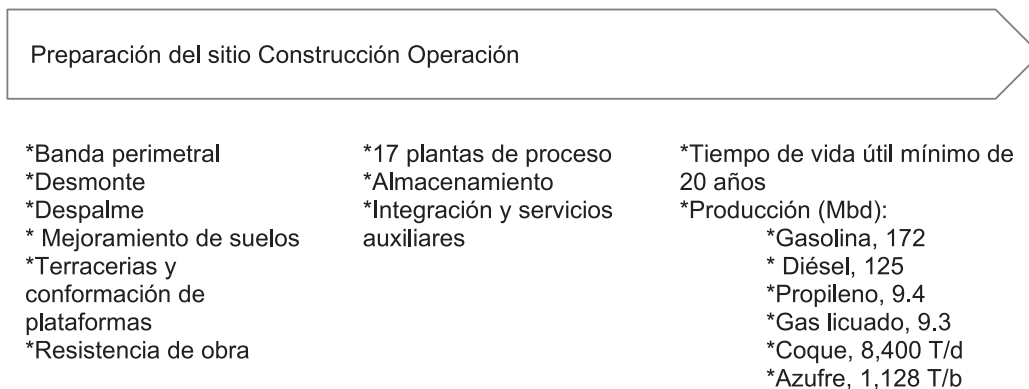 Preparación del sitio Construcción Operación
*Banda perimetral
*Desmonte
*Despalme
* Mejoramiento de suelos
*Terracerias y
conformación de
plataformas
*Resistencia de obra
*17 plantas de proceso
*Almacenamiento
*Integración y servicios
auxiliares
*Tiempo de vida útil mínimo de
20 años
*Producción (Mbd):
*Gasolina, 172
* Diésel, 125
*Propileno, 9.4
*Gas licuado, 9.3
*Coque, 8,400 T/d
*Azufre, 1,128 T/b